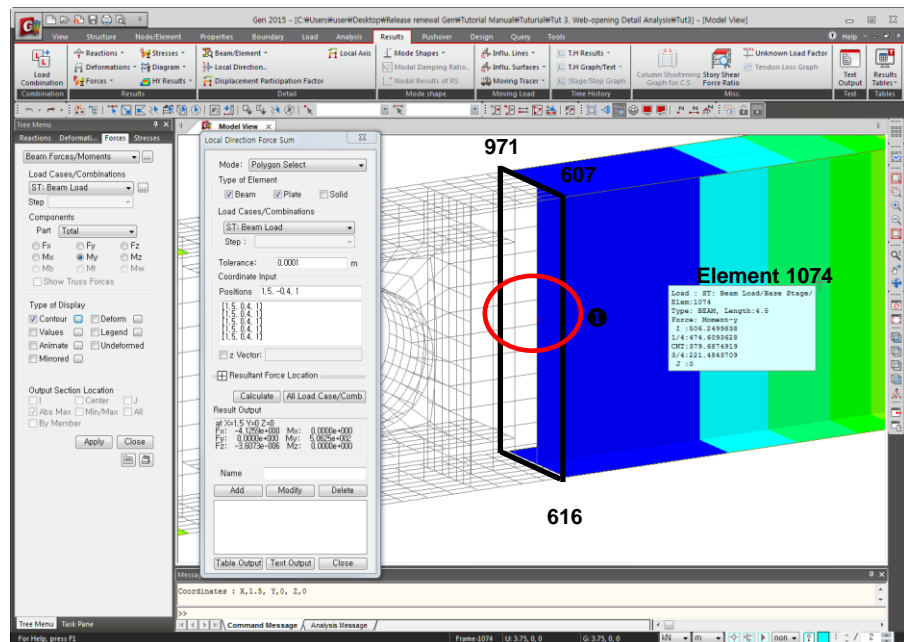 Gen 2015 - [C:\Users\user\Desktop\Release renewal Gen\Tutorial Manual\Tuturial\Tut 3. Web-opening Detail Analysis\Tut3] - [Model View]
View Structure Node/Element Properties Boundary Load Analysis Results Pushover Design Query Tools Help
Load Combination
Reactions
Deformations
Forces
Stresses
Diagram
HY Results
Beam/Element
Local Direction..
Displacement Participation Factor
Local Axis
Mode Shapes
Modal Damping Ratio..
Nodal Results of RS
Influ. Lines
Influ. Surfaces
Moving Tracer
T.H Results
T.H Graph/Text
Stage/Step Graph
Column Shortening Graph for C.S
Story Shear Force Ratio
Unknown Load Factor
Tendon Loss Graph
Text Output
Results Tables
Combination Results Detail Mode shape Moving Load Time History Misc. Text Tables
Tree Menu
Reactions Deformati... Forces Stresses
Beam Forces/Moments
Load Cases/Combinations
ST: Beam Load
Step
Components
Part Total
Fx Fy Fz
Mx My Mz
Mb Mt Mw
Show Truss Forces
Type of Display
Contour Deform
Values Legend
Animate Undeformed
Mirrored
Output Section Location
I Center J
Abs Max Min/Max All
By Member
Apply Close
Tree Menu Task Pane
Model View
Local Direction Force Sum
Mode: Polygon Select
Type of Element
Beam Plate Solid
Load Cases/Combinations
ST: Beam Load
Step :
Tolerance: 0,0001 m
Coordinate Input
Positions 1,5, -0,4, 1
[1,5, 0,4, 1]
[1,5, 0,4, 1]
[1,5, 0,4, 1]
[1,5, 0,4, 1]
[1,5, 0,4, 1]
z Vector:
Resultant Force Location
Calculate All Load Case/Comb
Result Output
at X=1,5 Y=0 Z=0
Fx: -4,1259e+000 Mx: 0,0000e+000
Fy: 0,0000e+000 My: 5,0625e+002
Fz: -3,6073e-006 Mz: 0,0000e+000
Name
Add Modify Delete
Table Output Text Output Close
971
607
616
❶
Element 1074
Load : ST: Beam Load/Base Stage/
Elem:1074
Type: BEAM, Length:4.5
Force: Moment-y
I :506.2499838
1/4:474.6093628
CNT:379.6874919
3/4:221.4843709
J :0
Coordinates : X,1.5, Y,0, Z,0
>>
Command Message Analysis Message
For Help, press F1
Frame-1074 U: 3.75, 0, 0 G: 3.75, 0, 0 kN m non ? 1 / 2